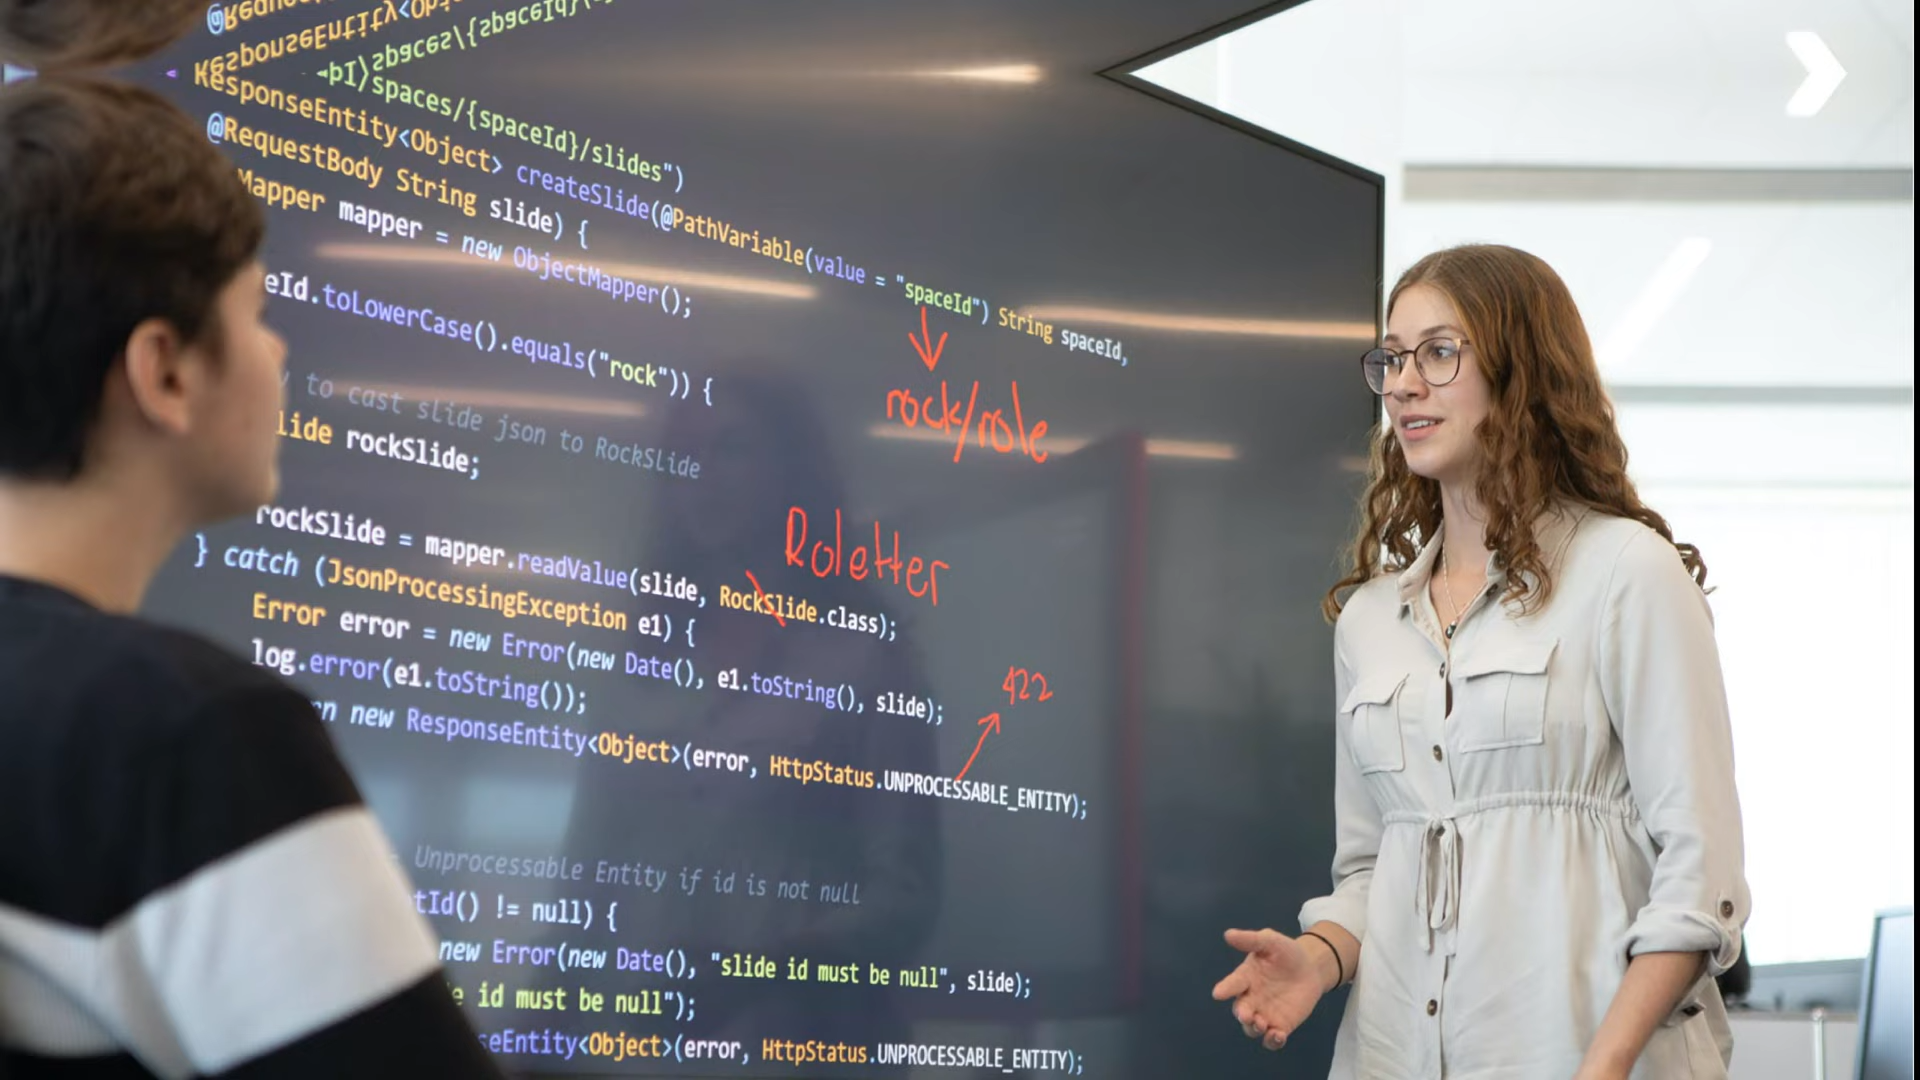 spaces/{spaceId}/slides")
ResponseEntity<Object> createSlide(@PathVariable(value = "spaceId") String spaceId,
@RequestBody String slide) {
Mapper mapper = new ObjectMapper();
eId.toLowerCase().equals("rock")) {
rock/role
to cast slide json to RockSlide
lide rockSlide;
Roletter
rockSlide = mapper.readValue(slide, RockSlide.class);
} catch (JsonProcessingException e1) {
Error error = new Error(new Date(), e1.toString(), slide);
log.error(e1.toString());
422
rn new ResponseEntity<Object>(error, HttpStatus.UNPROCESSABLE_ENTITY);
Unprocessable Entity if id is not null
tId() != null) {
new Error(new Date(), "slide id must be null", slide);
e id must be null");
seEntity<Object>(error, HttpStatus.UNPROCESSABLE_ENTITY);